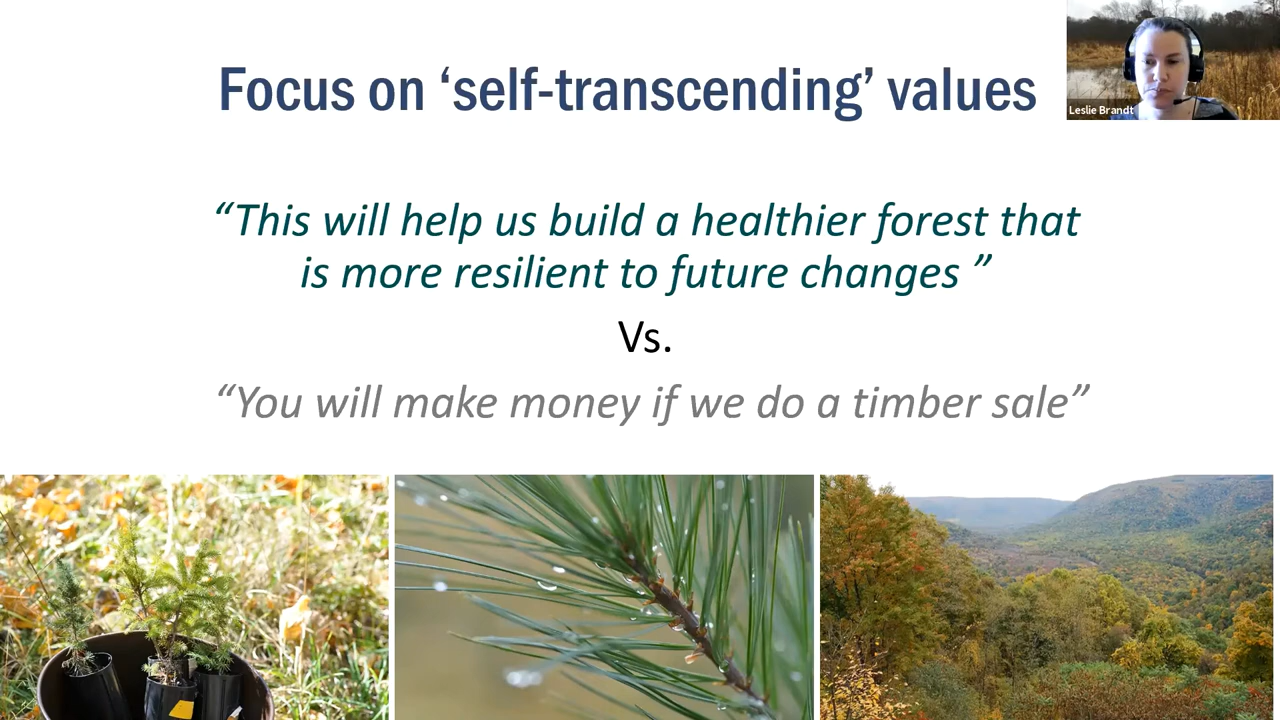 Focus on ‘self-transcending’ values
Leslie Brandt
“This will help us build a healthier forest that
is more resilient to future changes ”
Vs.
“You will make money if we do a timber sale”